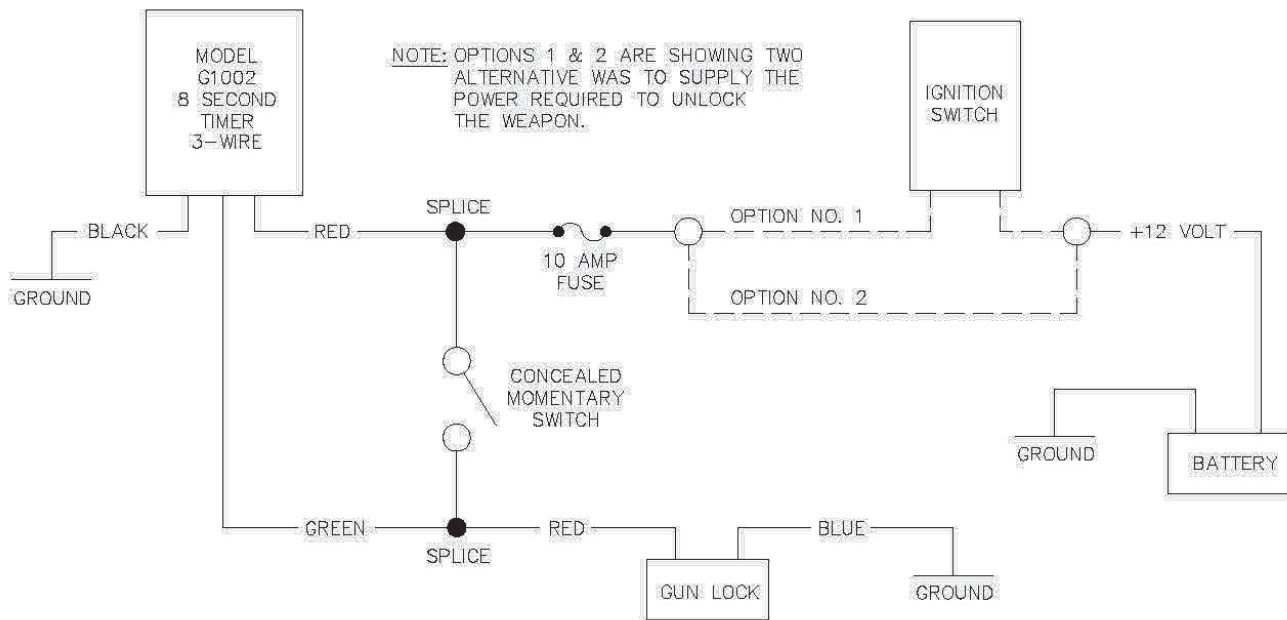 MODEL
G1002
8 SECOND
TIMER
3-WIRE
NOTE: OPTIONS 1 & 2 ARE SHOWING TWO
ALTERNATIVE WAS TO SUPPLY THE
POWER REQUIRED TO UNLOCK
THE WEAPON.
IGNITION
SWITCH
BLACK
RED
SPLICE
OPTION NO. 1
+12 VOLT
10 AMP
FUSE
GROUND
OPTION NO. 2
CONCEALED
MOMENTARY
SWITCH
GROUND
BATTERY
GREEN
RED
BLUE
SPLICE
GUN LOCK
GROUND